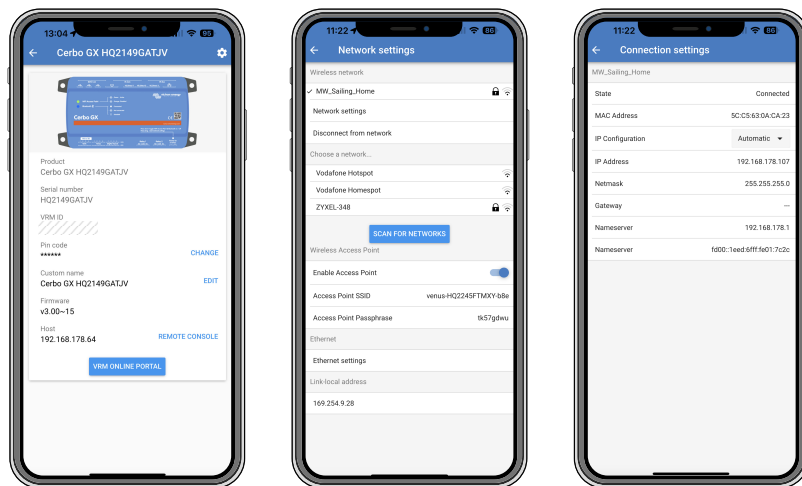 13:04
95
Cerbo GX HQ2149GATJV
Cerbo GX
Product
Cerbo GX HQ2149GATJV
Serial number
HQ2149GATJV
VRM ID
Pin code
******
CHANGE
Custom name
Cerbo GX HQ2149GATJV
EDIT
Firmware
v3.00~15
Host
192.168.178.64
REMOTE CONSOLE
VRM ONLINE PORTAL
11:22
86
Network settings
Wireless network
MW_Sailing_Home
Network settings
Disconnect from network
Choose a network...
Vodafone Hotspot
Vodafone Homespot
ZYXEL-348
SCAN FOR NETWORKS
Wireless Access Point
Enable Access Point
Access Point SSID venus-HQ2245FTMXY-b8e
Access Point Passphrase tk57gdwu
Ethernet
Ethernet settings
Link-local address
169.254.9.28
11:22
86
Connection settings
MW_Sailing_Home
State Connected
MAC Address 5C:C5:63:0A:CA:23
IP Configuration Automatic
IP Address 192.168.178.107
Netmask 255.255.255.0
Gateway ---
Nameserver 192.168.178.1
Nameserver fd00::1eed:6fff:fe01:7c2c